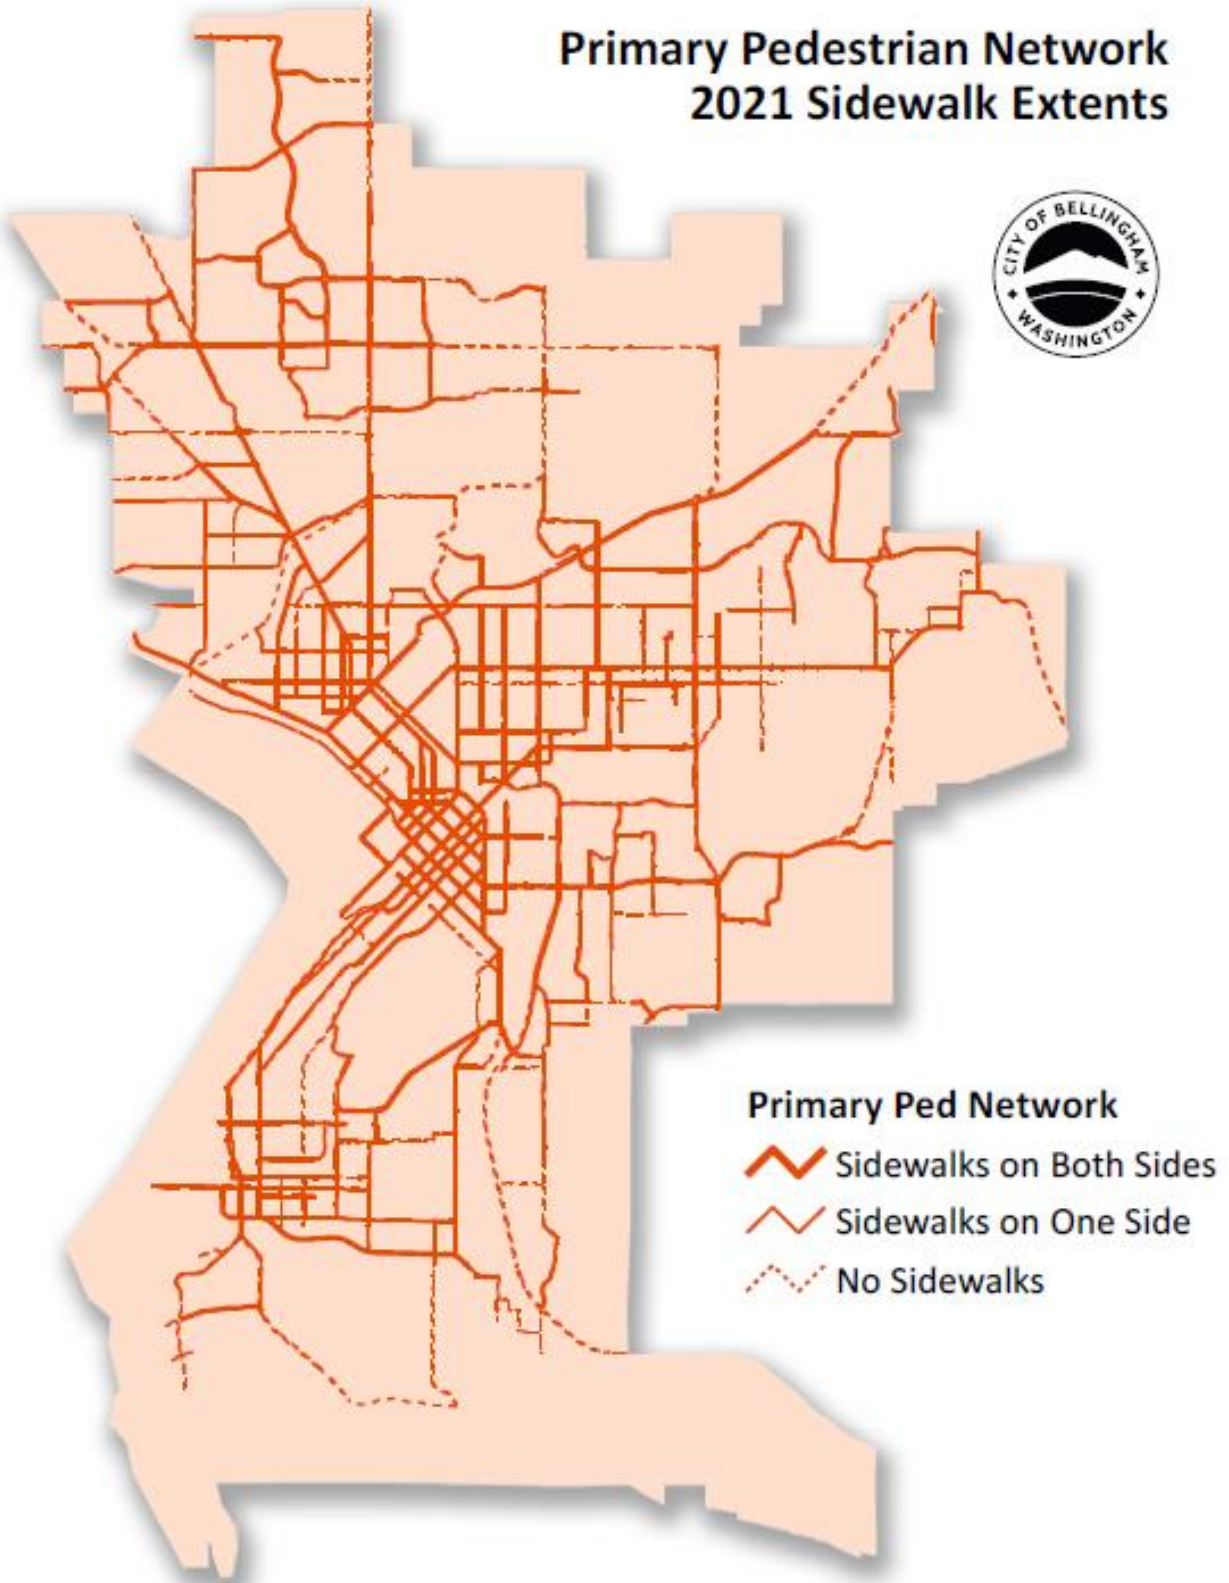 Primary Pedestrian Network
2021 Sidewalk Extents
CITY OF BELLINGHAM
WASHINGTON
Primary Ped Network
Sidewalks on Both Sides
Sidewalks on One Side
No Sidewalks